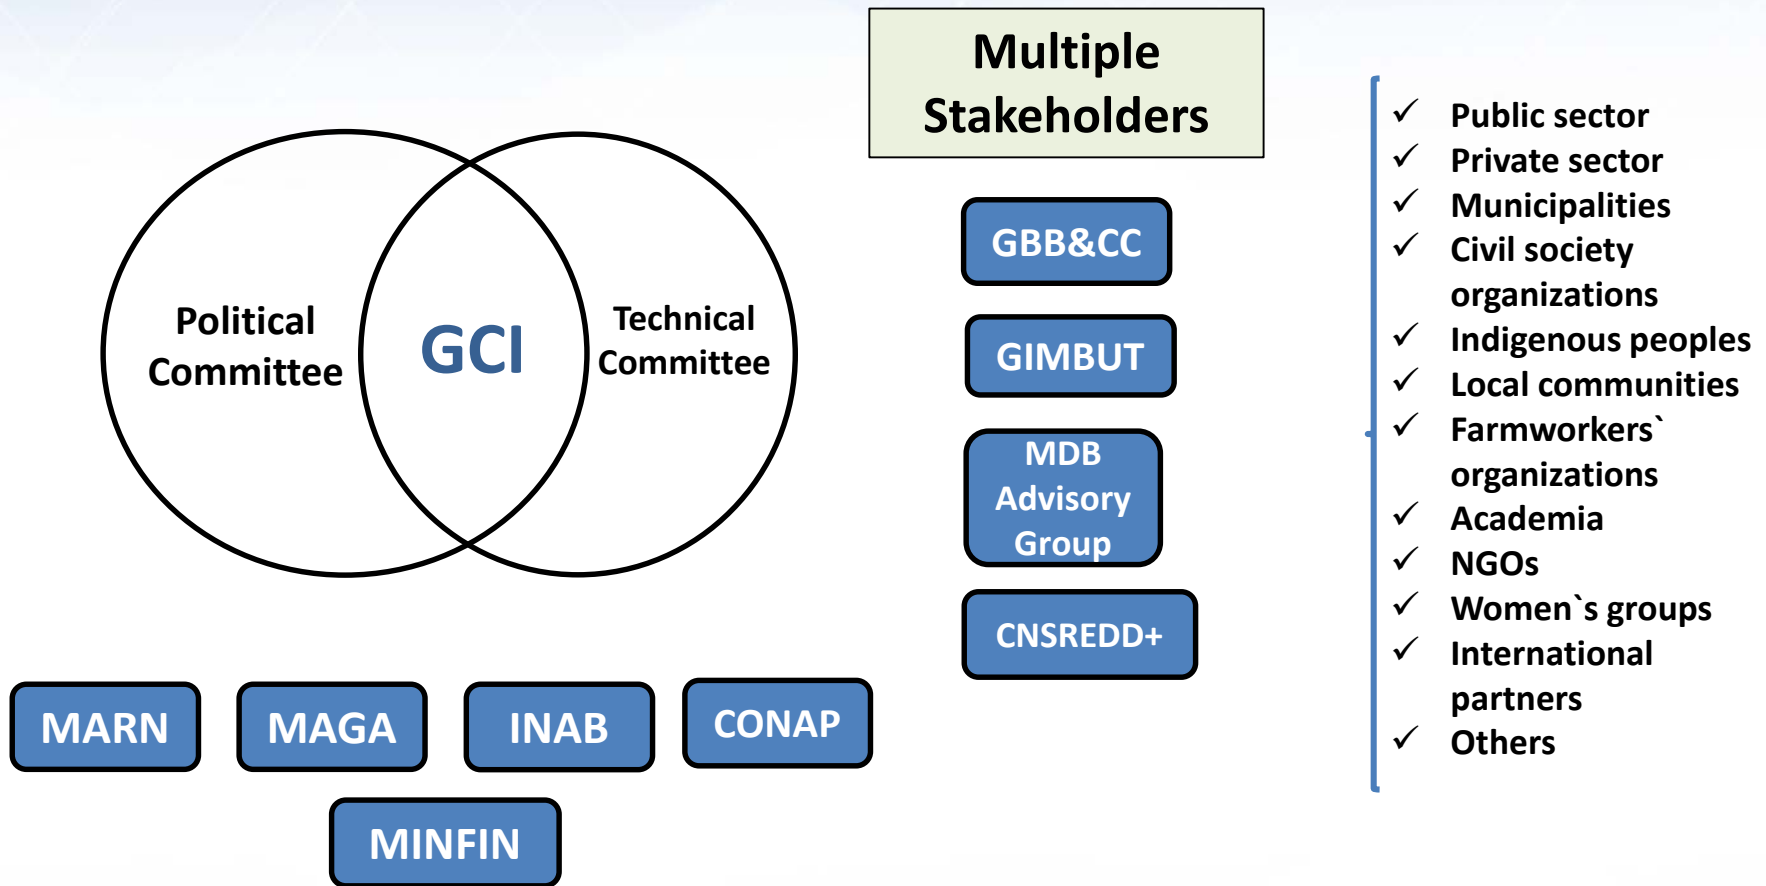 Political
Committee
GCI
Technical
Committee
MARN
MAGA
INAB
CONAP
MINFIN
Multiple
Stakeholders
GBB&CC
GIMBUT
MDB
Advisory
Group
CNSREDD+
✓ Public sector
✓ Private sector
✓ Municipalities
✓ Civil society
organizations
✓ Indigenous peoples
✓ Local communities
✓ Farmworkers`
organizations
✓ Academia
✓ NGOs
✓ Women`s groups
✓ International
partners
✓ Others